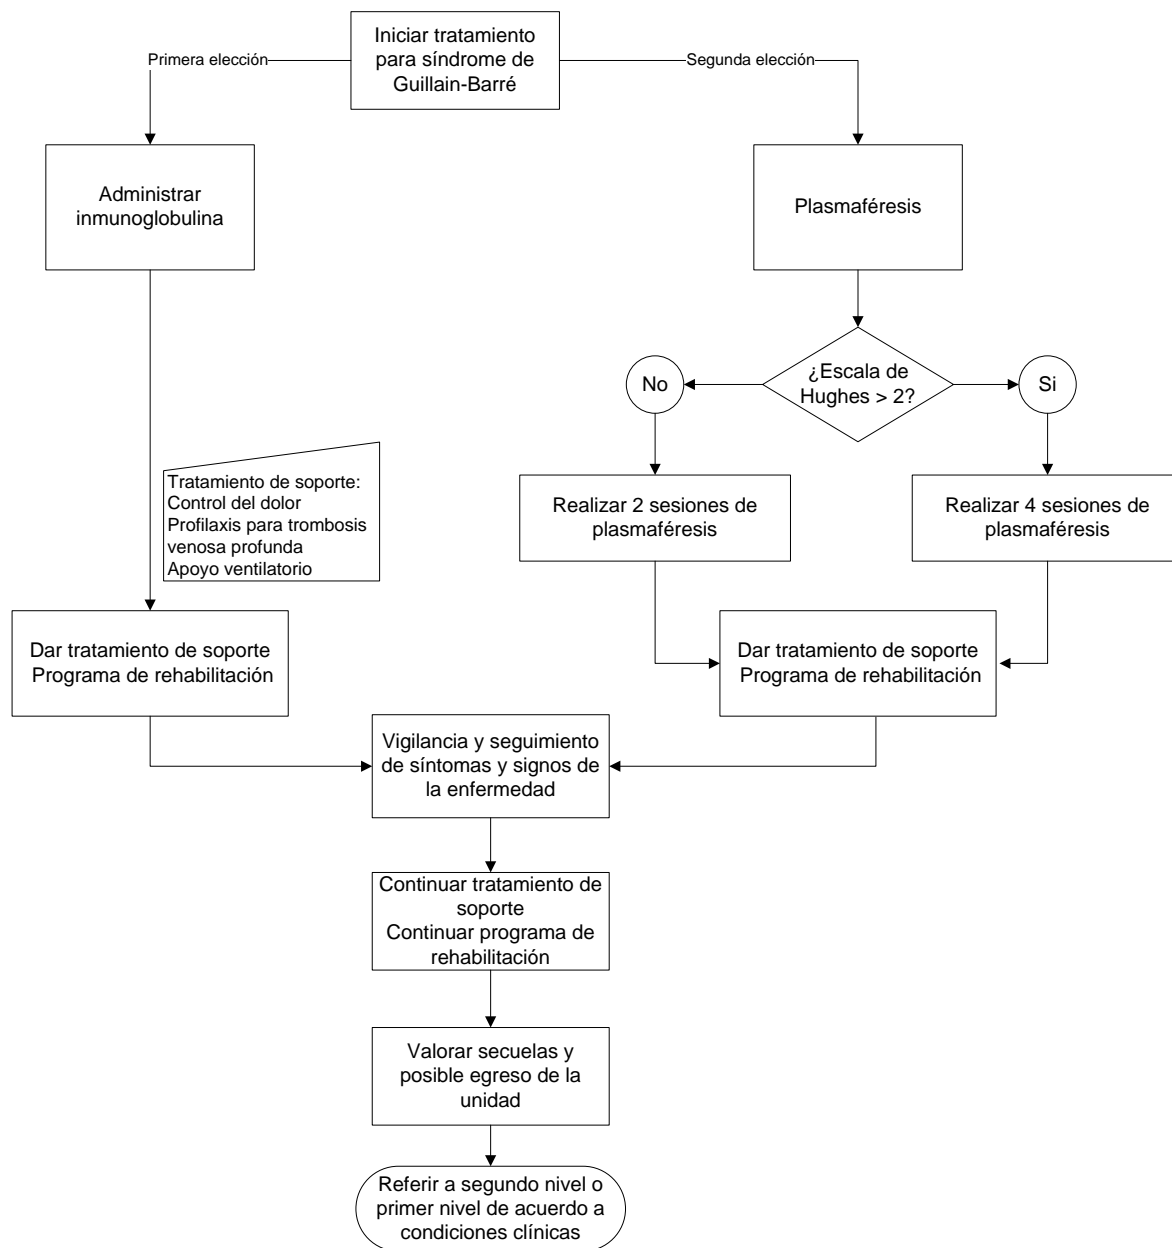 Iniciar tratamiento
para síndrome de
Guillain-Barré
Primera elección
Segunda elección
Administrar
inmunoglobulina
Plasmaféresis
¿Escala de
Hughes > 2?
No
Si
Tratamiento de soporte:
Control del dolor
Profilaxis para trombosis
venosa profunda
Apoyo ventilatorio
Realizar 2 sesiones de
plasmaféresis
Realizar 4 sesiones de
plasmaféresis
Dar tratamiento de soporte
Programa de rehabilitación
Dar tratamiento de soporte
Programa de rehabilitación
Vigilancia y seguimiento
de síntomas y signos de
la enfermedad
Continuar tratamiento de
soporte
Continuar programa de
rehabilitación
Valorar secuelas y
posible egreso de la
unidad
Referir a segundo nivel o
primer nivel de acuerdo a
condiciones clínicas